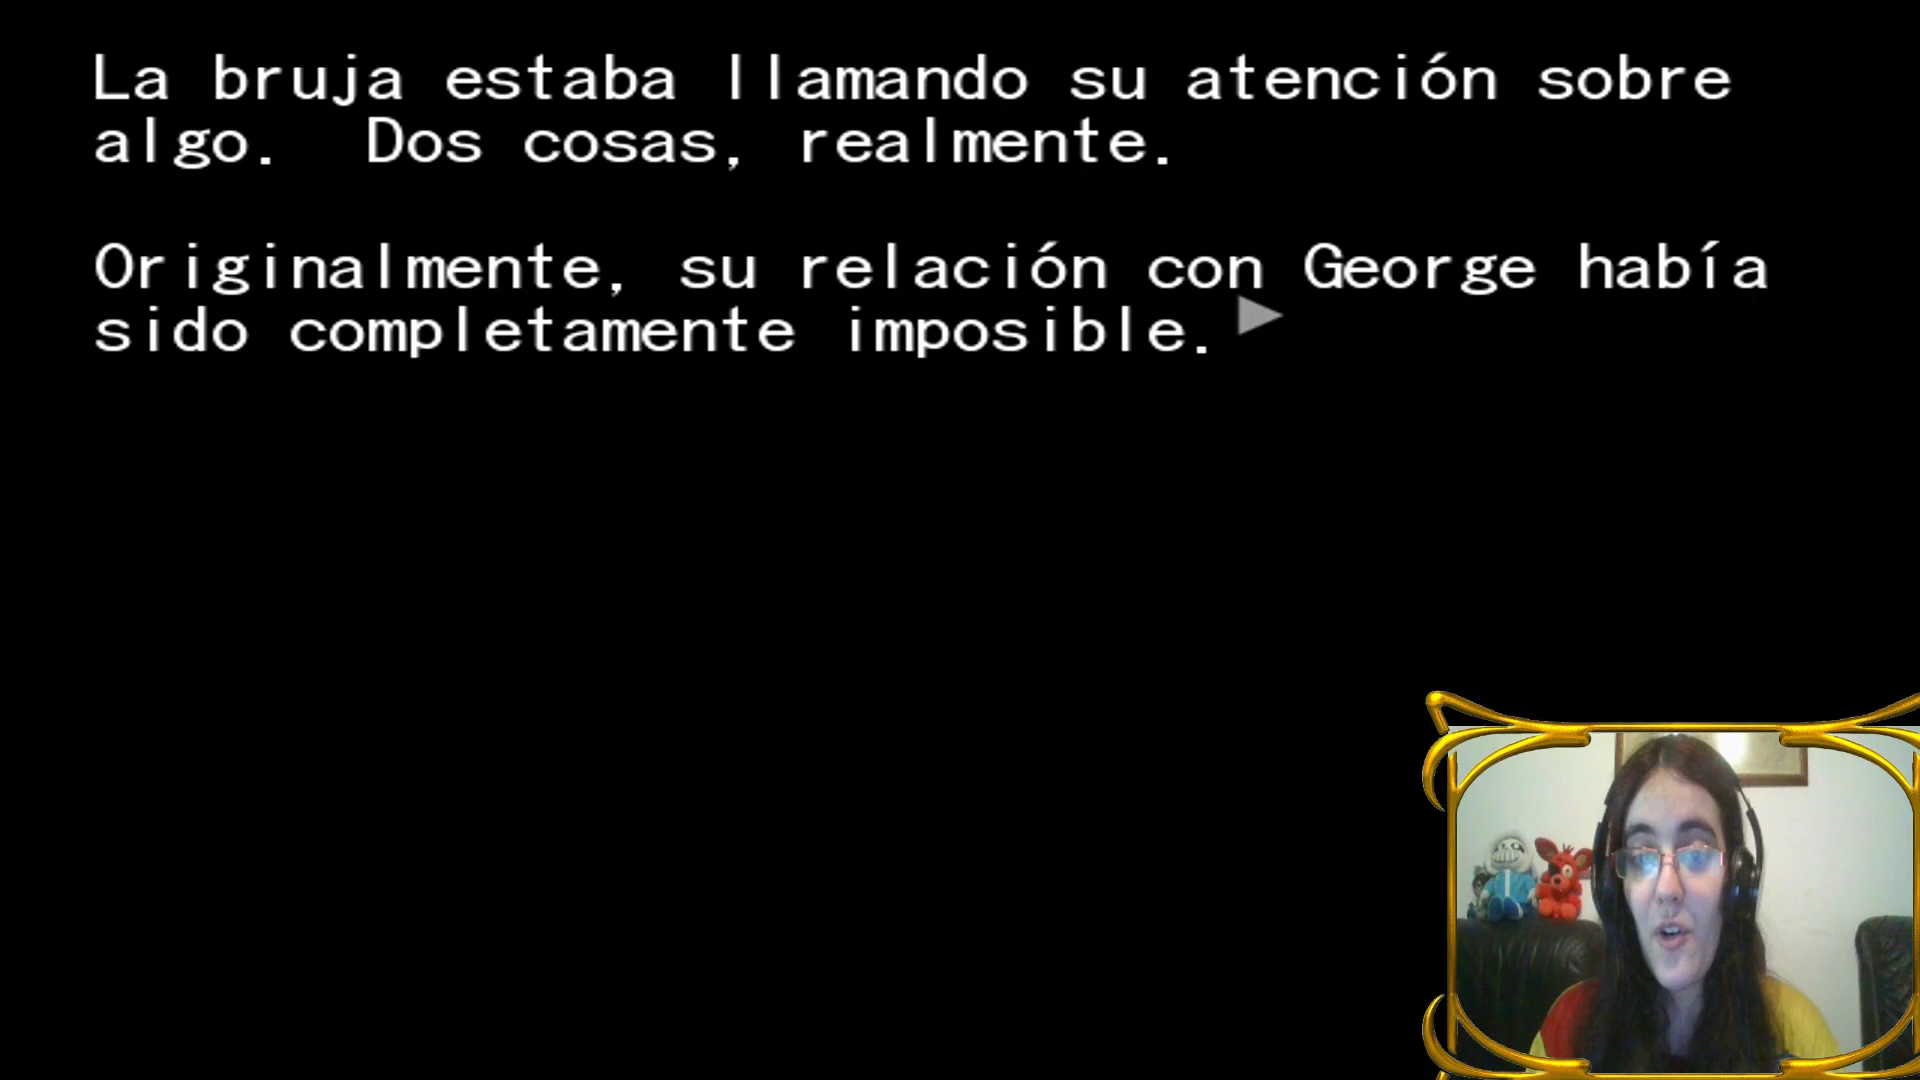 La bruja estaba llamando su atención sobre
algo.  Dos cosas, realmente.
Originalmente, su relación con George había
sido completamente imposible.